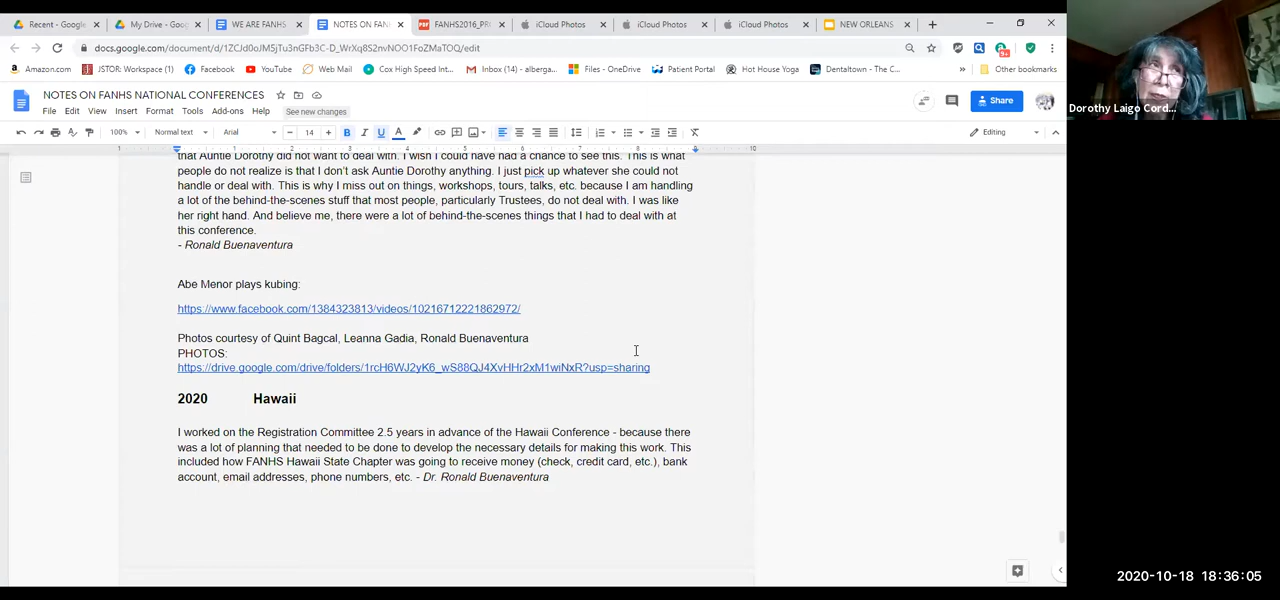 Recent - Goog
My Drive - Goog
WE ARE FANHS
NOTES ON FAN
FANHS2016_PR
iCloud Photos
iCloud Photos
iCloud Photos
NEW ORLEANS
docs.google.com/document/d/1ZCJd0oJM5jTu3nGFb3C-D_WrXq8S2nvNOO1FoZMaTOQ/edit
Amazon.com
JSTOR: Workspace (1)
Facebook
YouTube
Web Mail
Cox High Speed Int...
Inbox (14) - alberga...
Files - OneDrive
Patient Portal
Hot House Yoga
Dentaltown - The C...
Other bookmarks
NOTES ON FANHS NATIONAL CONFERENCES
File Edit View Insert Format Tools Add-ons Help See new changes
Share
100% Normal text Arial 14 Editing
that Auntie Dorothy did not want to deal with. I wish I could have had a chance to see this. This is what
people do not realize is that I don't ask Auntie Dorothy anything. I just pick up whatever she could not
handle or deal with. This is why I miss out on things, workshops, tours, talks, etc. because I am handling
a lot of the behind-the-scenes stuff that most people, particularly Trustees, do not deal with. I was like
her right hand. And believe me, there were a lot of behind-the-scenes things that I had to deal with at
this conference.
- Ronald Buenaventura
Abe Menor plays kubing:
https://www.facebook.com/1384323813/videos/10216712221862972/
Photos courtesy of Quint Bagcal, Leanna Gadia, Ronald Buenaventura
PHOTOS:
https://drive.google.com/drive/folders/1rcH6WJ2yK6_wS88QJ4XvHHr2xM1wiNxR?usp=sharing
2020 Hawaii
I worked on the Registration Committee 2.5 years in advance of the Hawaii Conference - because there
was a lot of planning that needed to be done to develop the necessary details for making this work. This
included how FANHS Hawaii State Chapter was going to receive money (check, credit card, etc.), bank
account, email addresses, phone numbers, etc. - Dr. Ronald Buenaventura
Dorothy Laigo Cord...
2020-10-18 18:36:05